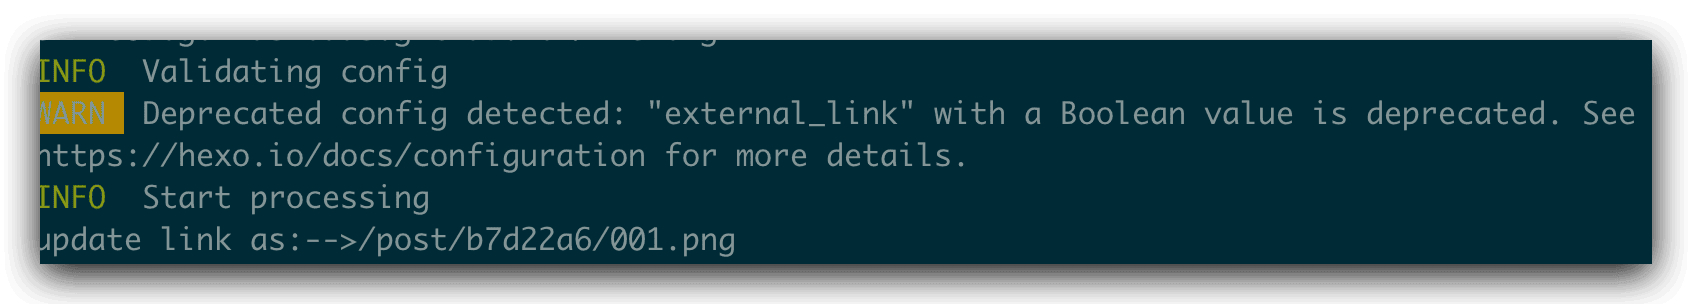 INFO  Validating config
WARN  Deprecated config detected: "external_link" with a Boolean value is deprecated. See
https://hexo.io/docs/configuration for more details.
INFO  Start processing
update link as:-->/post/b7d22a6/001.png